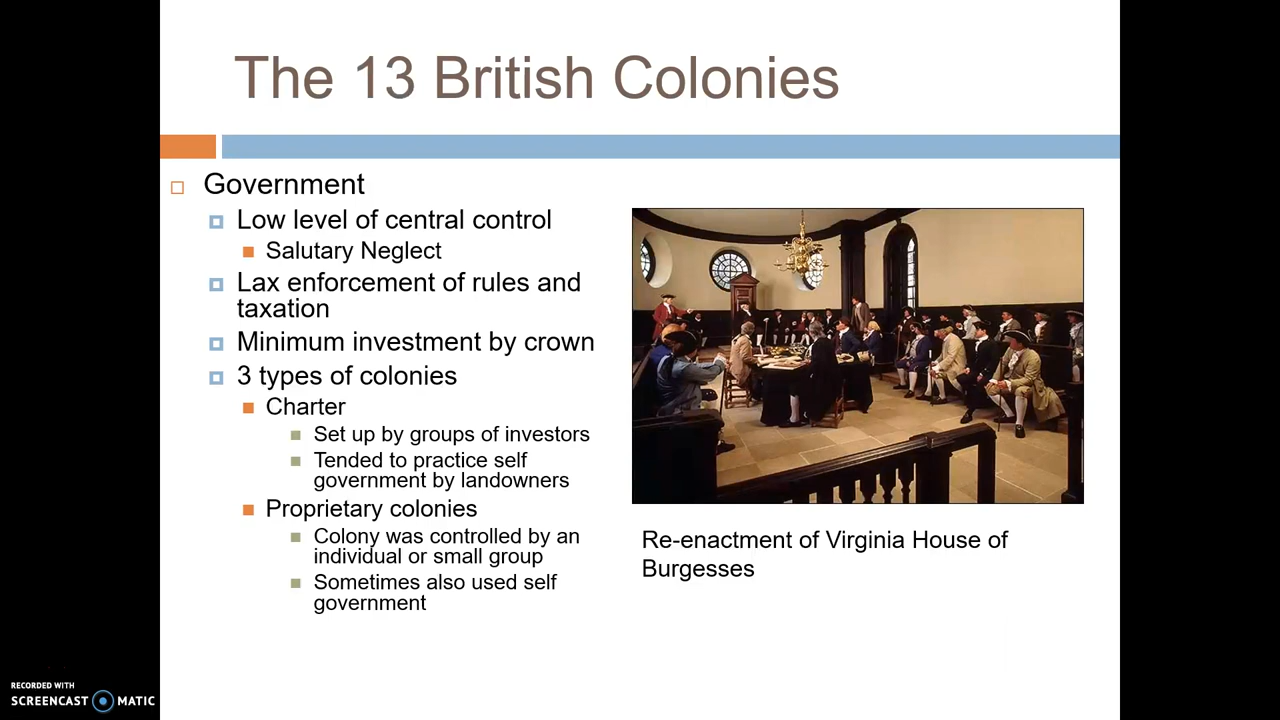 The 13 British Colonies
Government
Low level of central control
Salutary Neglect
Lax enforcement of rules and
taxation
Minimum investment by crown
3 types of colonies
Charter
Set up by groups of investors
Tended to practice self
government by landowners
Proprietary colonies
Colony was controlled by an
individual or small group
Sometimes also used self
government
Re-enactment of Virginia House of
Burgesses
RECORDED WITH
SCREENCAST MATIC